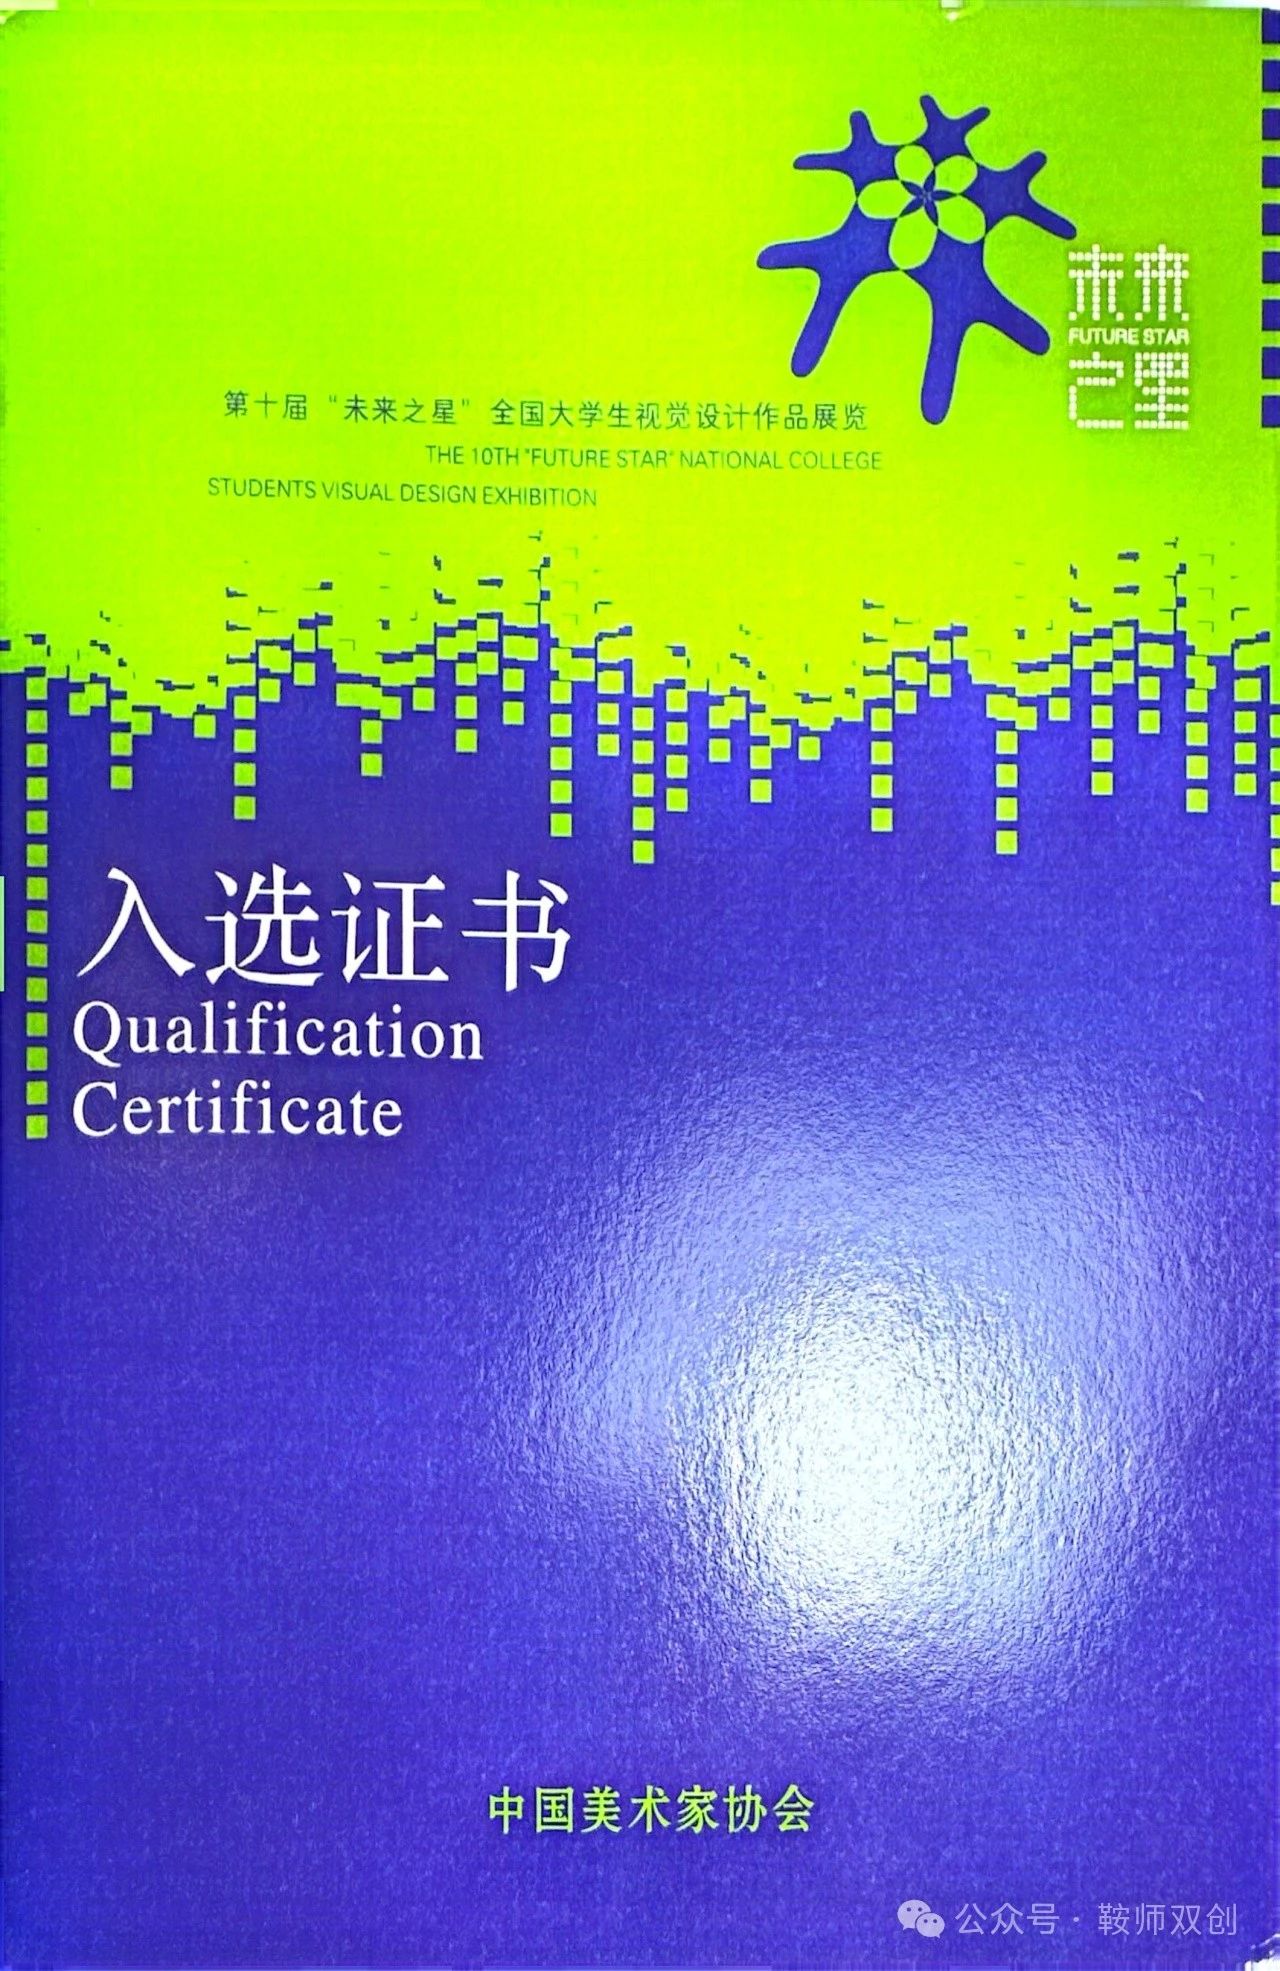 未来
FUTURE STAR
之星
第十届“未来之星”全国大学生视觉设计作品展览
THE 10TH "FUTURE STAR" NATIONAL COLLEGE
STUDENTS VISUAL DESIGN EXHIBITION
入选证书
Qualification
Certificate
中国美术家协会
公众号·鞍师双创